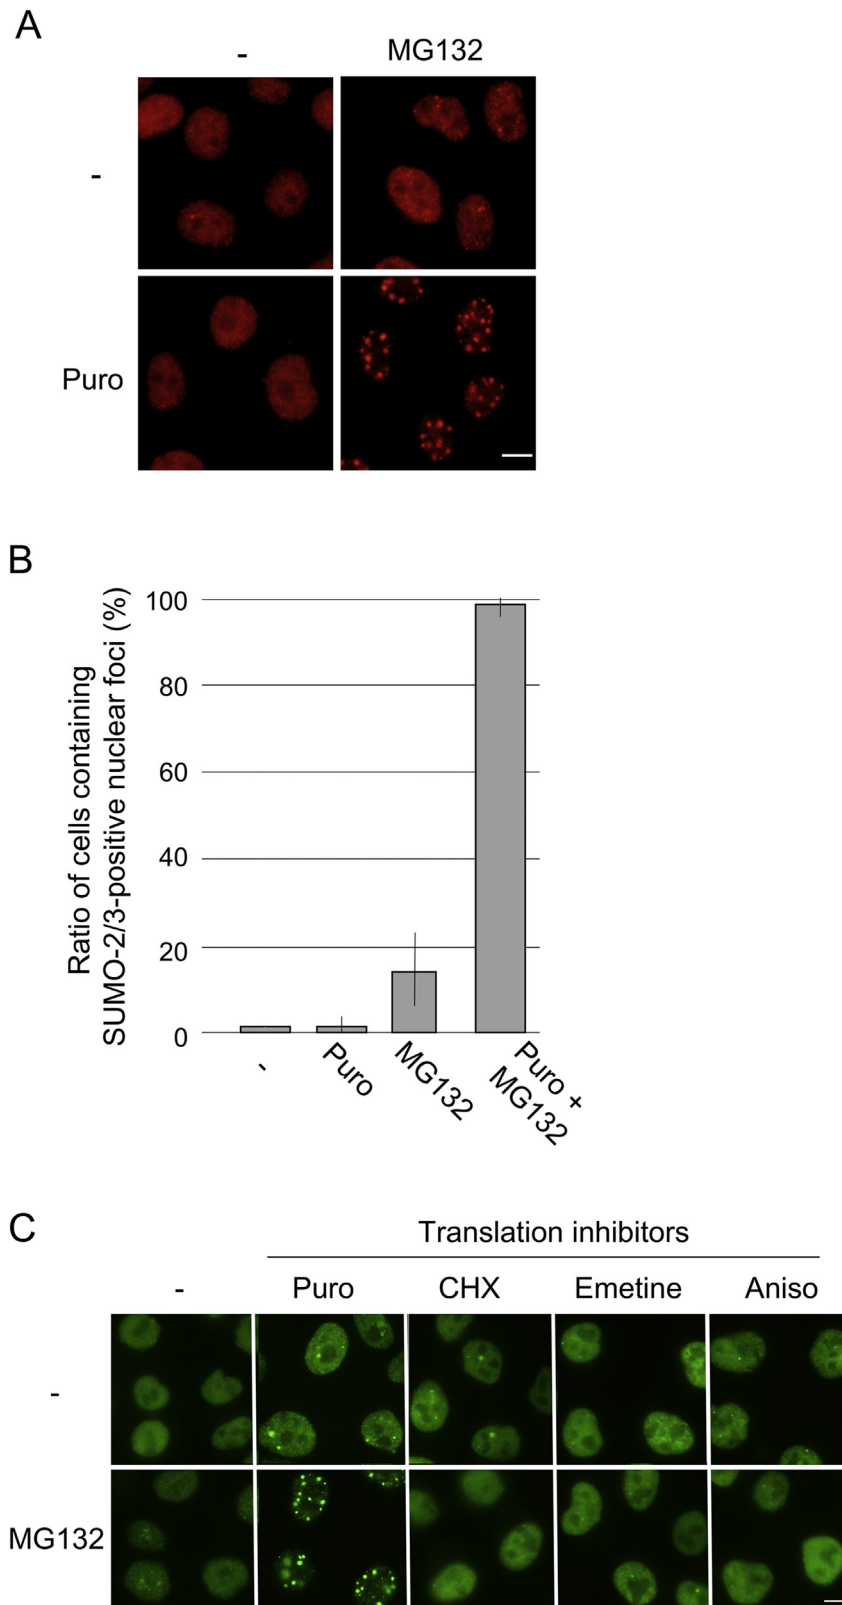 A
- MG132
-
Puro
B
Ratio of cells containing
SUMO-2/3-positive nuclear foci (%)
100
80
60
40
20
0
- Puro MG132 Puro +
MG132
C
Translation inhibitors
- Puro CHX Emetine Aniso
-
MG132